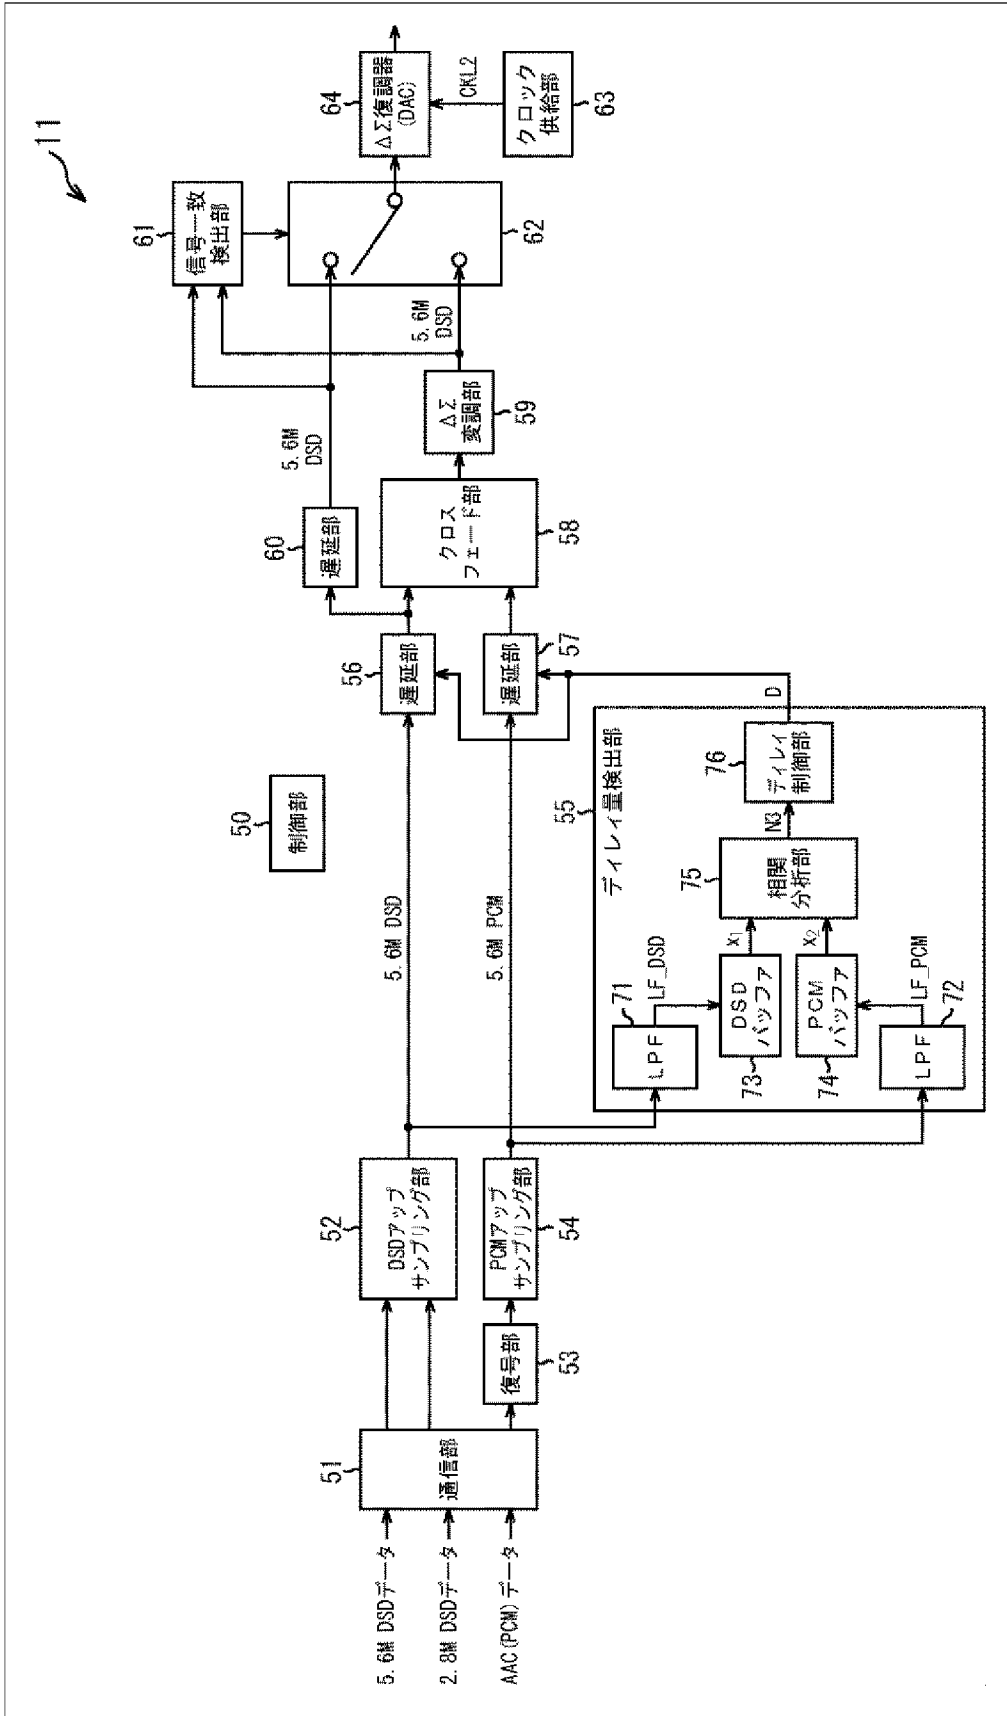 11
5.6M DSDデータ
2.8M DSDデータ
AAC(PCM)データ
51
通信部
52
DSDアップ
サンプリング部
53
復号部
54
PCMアップ
サンプリング部
50
制御部
5.6M DSD
5.6M PCM
55
ディレイ量検出部
71
LPF
LF_DSD
73
DSD
バッファ
74
PCM
バッファ
LF_PCM
72
LPF
X1
X2
75
相関
分析部
N3
76
ディレイ
制御部
D
56
遅延部
57
遅延部
60
遅延部
58
クロス
フェード部
59
ΔΣ
変調部
5.6M
DSD
5.6M
DSD
61
信号一致
検出部
62
64
ΔΣ復調器
(DAC)
CKL2
63
クロック
供給部